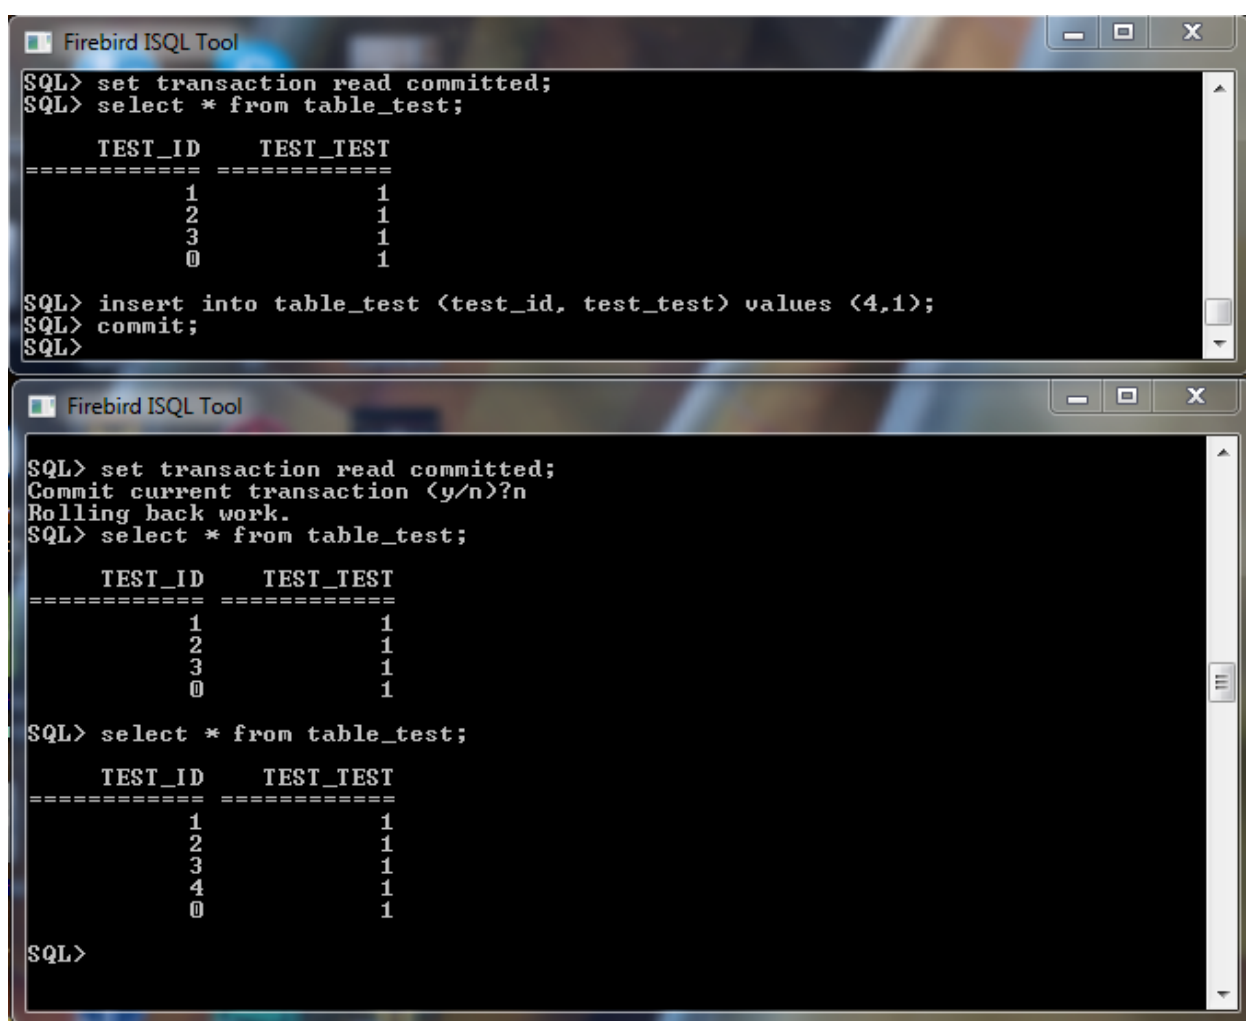 Firebird ISQL Tool
SQL> set transaction read committed;
SQL> select * from table_test;
TEST_ID TEST_TEST
============ ============
1 1
2 1
3 1
0 1
SQL> insert into table_test (test_id, test_test) values (4,1);
SQL> commit;
SQL>
Firebird ISQL Tool
SQL> set transaction read committed;
Commit current transaction (y/n)?n
Rolling back work.
SQL> select * from table_test;
TEST_ID TEST_TEST
============ ============
1 1
2 1
3 1
0 1
SQL> select * from table_test;
TEST_ID TEST_TEST
============ ============
1 1
2 1
3 1
4 1
0 1
SQL>